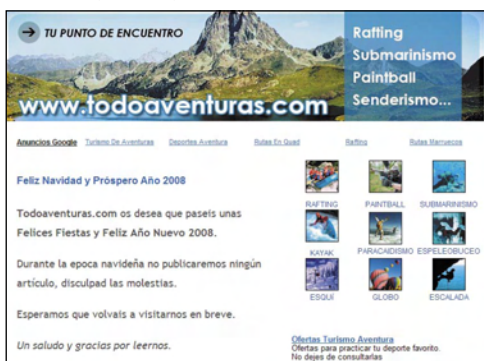 TU PUNTO DE ENCUENTRO
www.todoaventuras.com
Rafting
Submarinismo
Paintball
Senderismo...
Anuncios Google Turismo De Aventuras Deportes Aventura Rutas En Quad Rafting Rutas Marruecos
Feliz Navidad y Próspero Año 2008
Todoaventuras.com os desea que paseis unas
Felices Fiestas y Feliz Año Nuevo 2008.
Durante la epoca navideña no publicaremos ningún
artículo, disculpad las molestias.
Esperamos que volvais a visitarnos en breve.
Un saludo y gracias por leernos.
RAFTING PAINTBALL SUBMARINISMO
KAYAK PARACAIDISMO ESPELEOBUCEO
ESQUÍ GLOBO ESCALADA
Ofertas Turismo Aventura
Ofertas para practicar tu deporte favorito.
No dejes de consultarlas